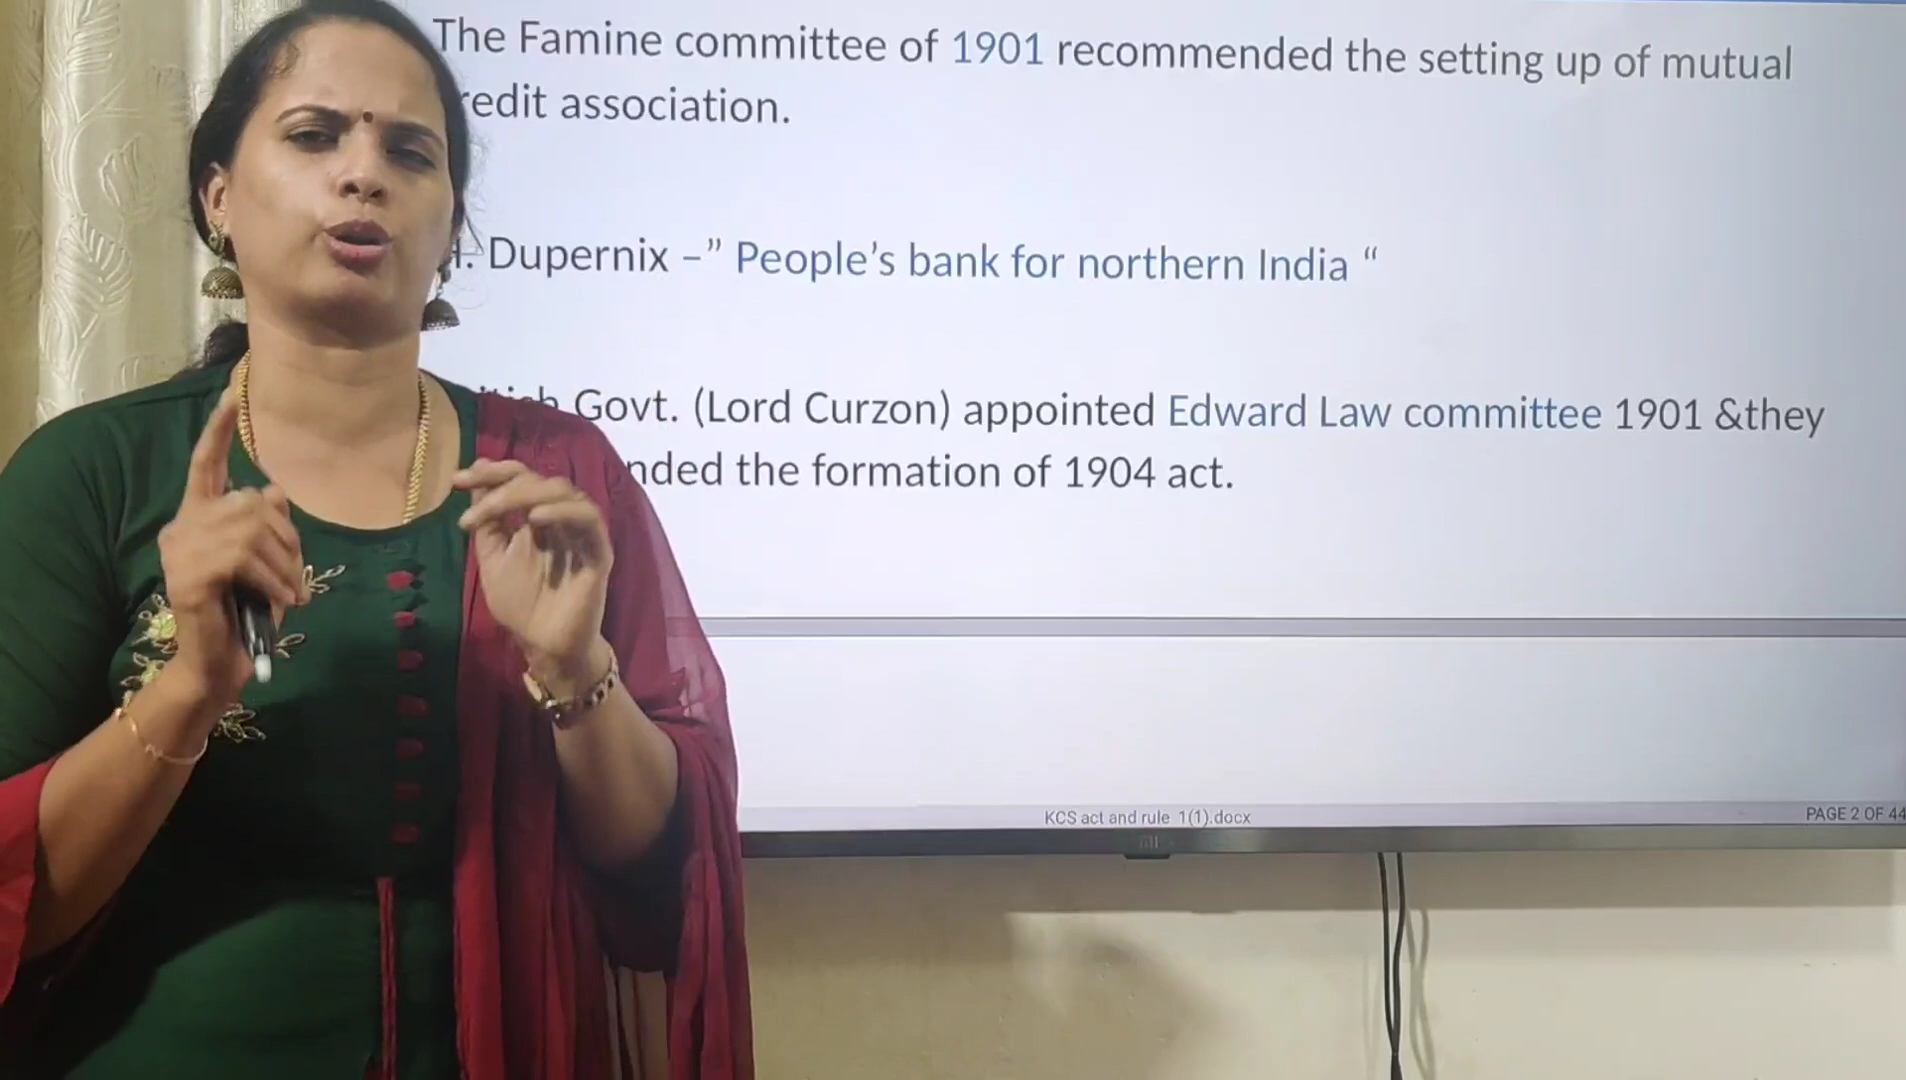 The Famine committee of 1901 recommended the setting up of mutual
redit association.
H. Dupernix –” People’s bank for northern India “
Govt. (Lord Curzon) appointed Edward Law committee 1901 &they
nded the formation of 1904 act.
KCS act and rule 1(1).docx
PAGE 2 OF 44